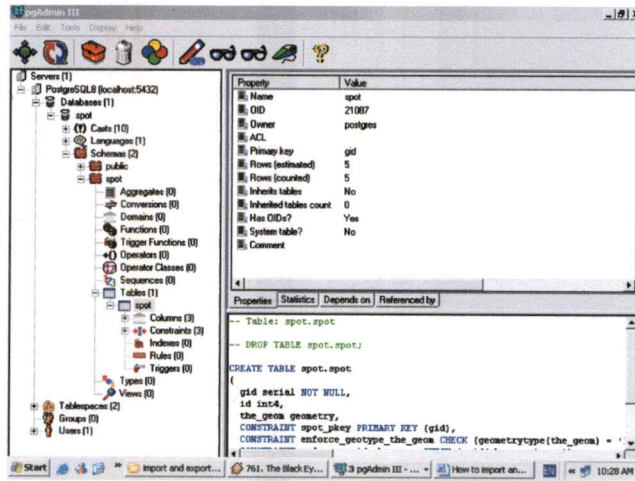 pgAdmin III
File Edit Tools Display Help
Servers (1)
PostgreSQL8 (localhost:5432)
Databases (1)
spot
Casts (10)
Languages (1)
Schemas (2)
public
spot
Aggregates (0)
Conversions (0)
Domains (0)
Functions (0)
Trigger Functions (0)
Operators (0)
Operator Classes (0)
Sequences (0)
Tables (1)
spot
Columns (3)
Constraints (3)
Indexes (0)
Rules (0)
Triggers (0)
Types (0)
Views (0)
Tablespaces (2)
Groups (0)
Users (1)
Property Value
Name spot
OID 21087
Owner postgres
ACL
Primary key gid
Rows (estimated) 5
Rows (counted) 5
Inherits tables No
Inherited tables count 0
Has OIDs? Yes
System table? No
Comment
Properties Statistics Depends on Referenced by
-- Table: spot.spot
-- DROP TABLE spot.spot;
CREATE TABLE spot.spot
(
gid serial NOT NULL,
id int4,
the_geom geometry,
CONSTRAINT spot_pkey PRIMARY KEY (gid),
CONSTRAINT enforce_geotype_the_geom CHECK (geometrytype(the_geom) = '
Start » import and export... 761. The Black Ey... 3 pgAdmin III - ... How to import an... « 10:28 AM